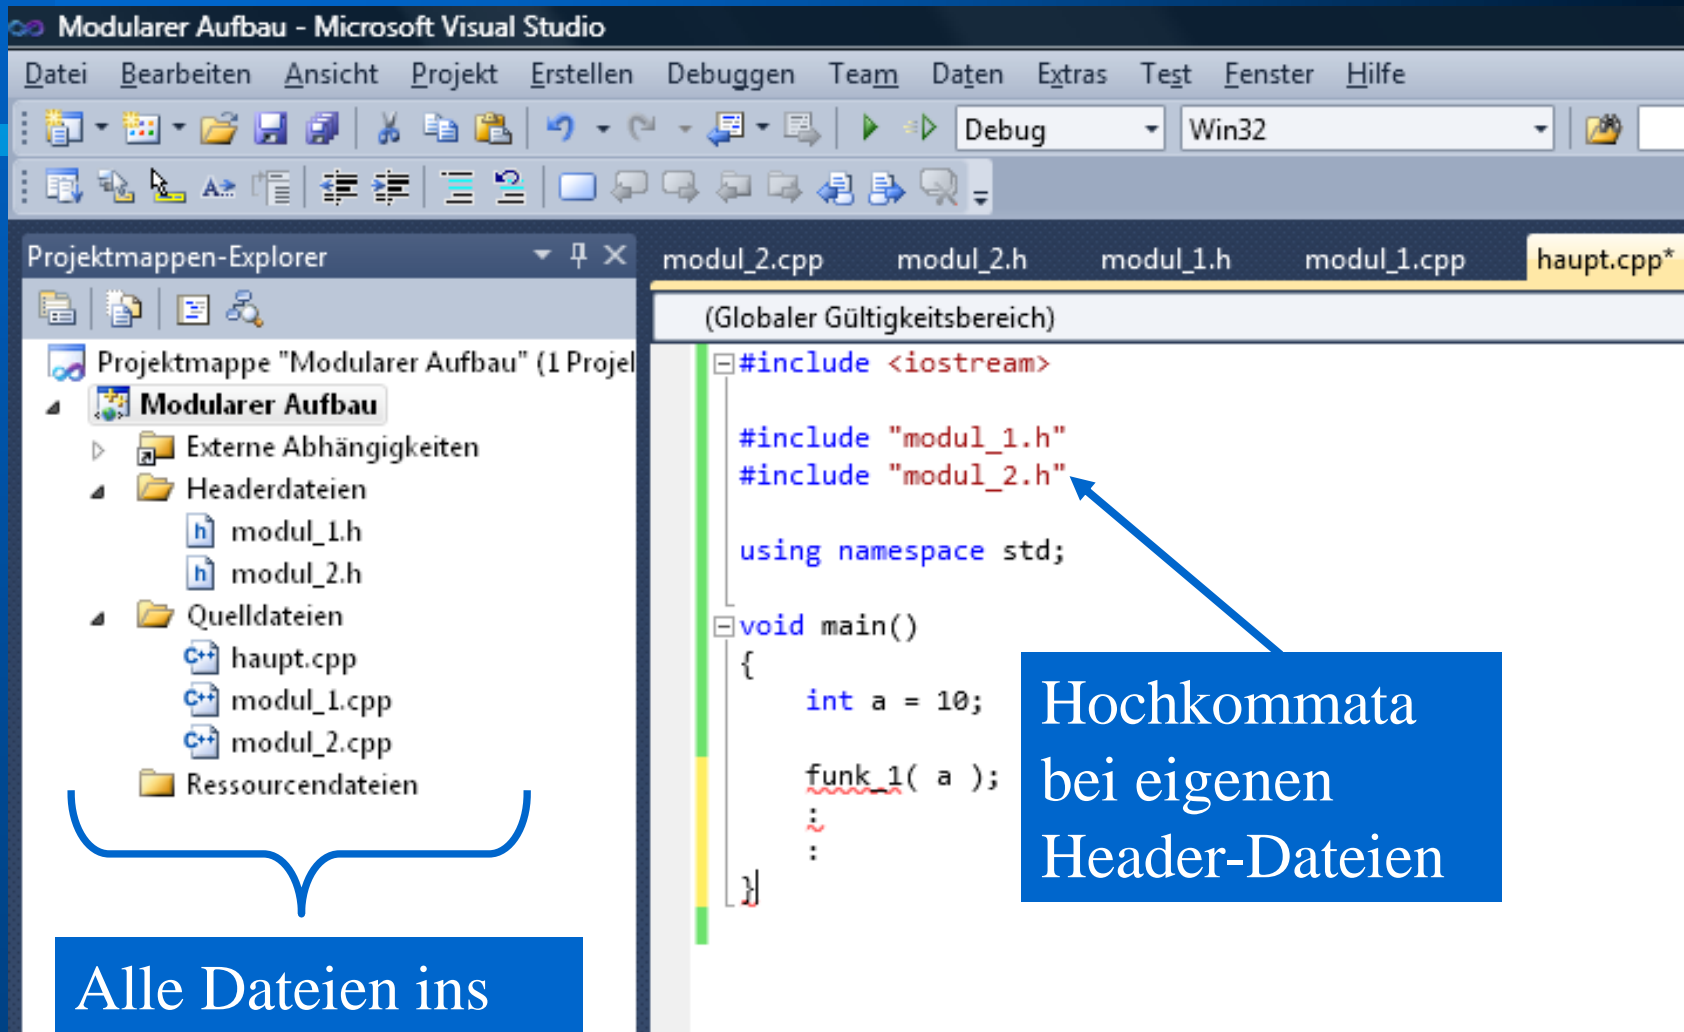 Modularer Aufbau - Microsoft Visual Studio
Datei Bearbeiten Ansicht Projekt Erstellen Debuggen Team Daten Extras Test Fenster Hilfe
Debug Win32
Projektmappen-Explorer
modul_2.cpp modul_2.h modul_1.h modul_1.cpp haupt.cpp*
(Globaler Gültigkeitsbereich)
Projektmappe "Modularer Aufbau" (1 Projel
Modularer Aufbau
Externe Abhängigkeiten
Headerdateien
modul_1.h
modul_2.h
Quelldateien
haupt.cpp
modul_1.cpp
modul_2.cpp
Ressourcendateien
#include <iostream>
#include "modul_1.h"
#include "modul_2.h"
using namespace std;
void main()
{
int a = 10;
funk_1( a );
:
:
}
Hochkommata
bei eigenen
Header-Dateien
Alle Dateien ins